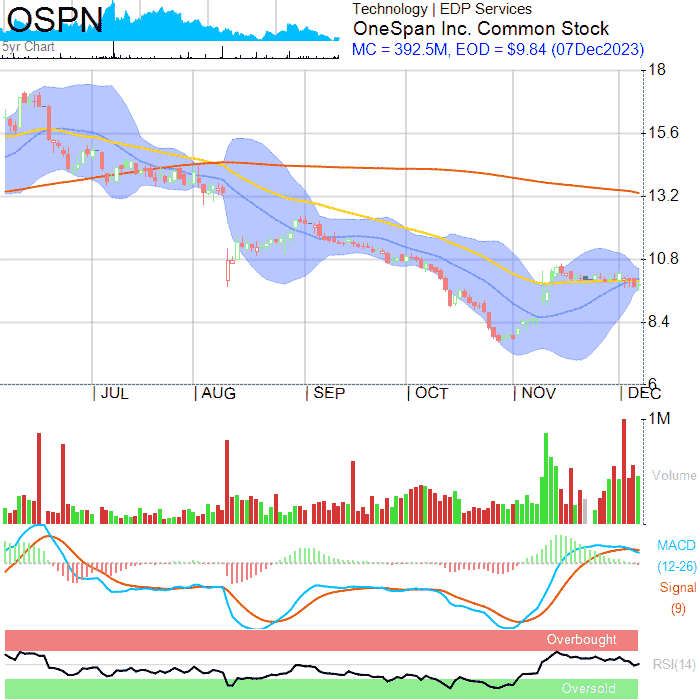 OSPN
5yr Chart
Technology | EDP Services
OneSpan Inc. Common Stock
MC = 392.5M, EOD = $9.84 (07Dec2023)
18
15.6
13.2
10.8
8.4
6
JUL AUG SEP OCT NOV DEC
1M
Volume
MACD
(12-26)
Signal
(9)
Overbought
RSI(14)
Oversold